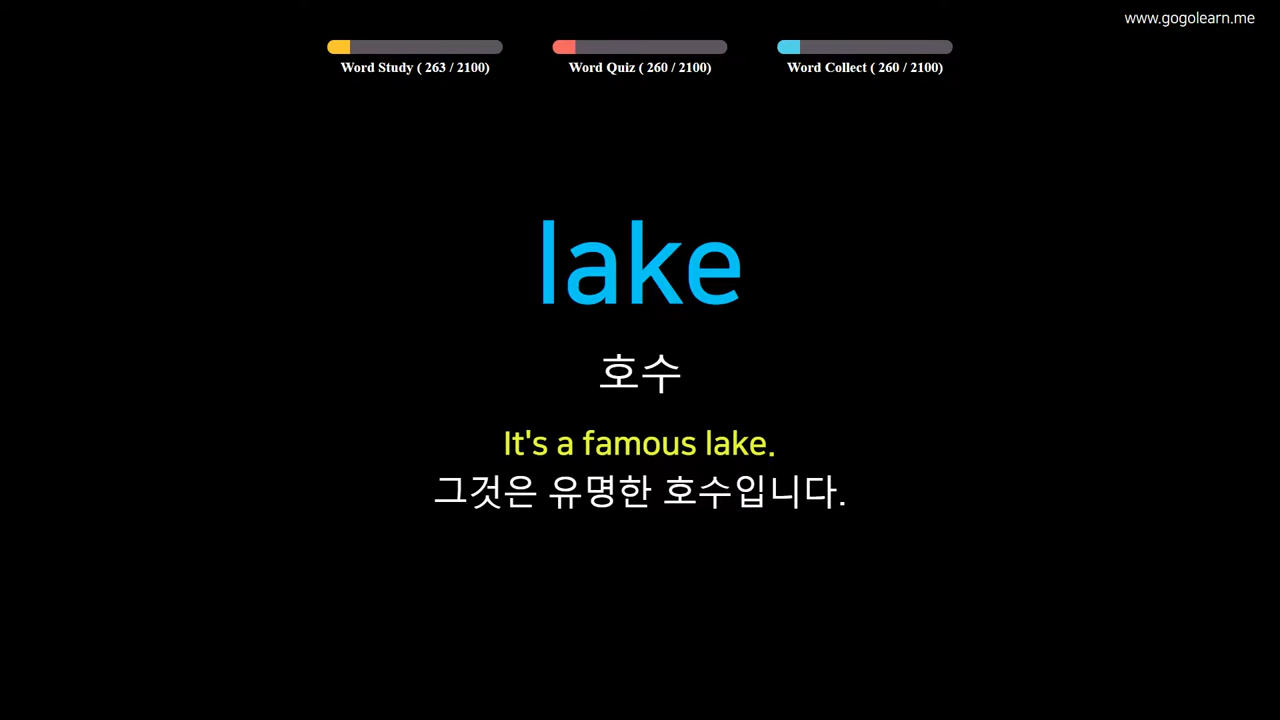 www.gogolearn.me
Word Study ( 263 / 2100)
Word Quiz ( 260 / 2100)
Word Collect ( 260 / 2100)
lake
호수
It's a famous lake.
그것은 유명한 호수입니다.